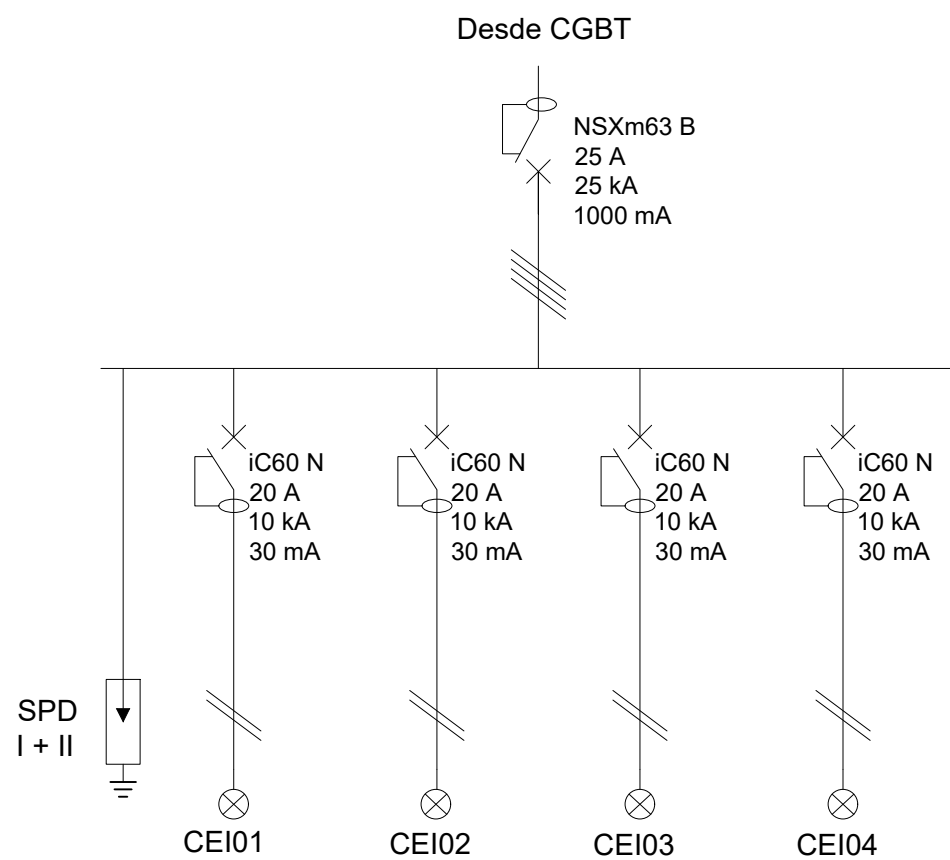 Desde CGBT
NSXm63 B
25 A
25 kA
1000 mA
iC60 N
20 A
10 kA
30 mA
iC60 N
20 A
10 kA
30 mA
iC60 N
20 A
10 kA
30 mA
iC60 N
20 A
10 kA
30 mA
SPD
I + II
CEI01
CEI02
CEI03
CEI04